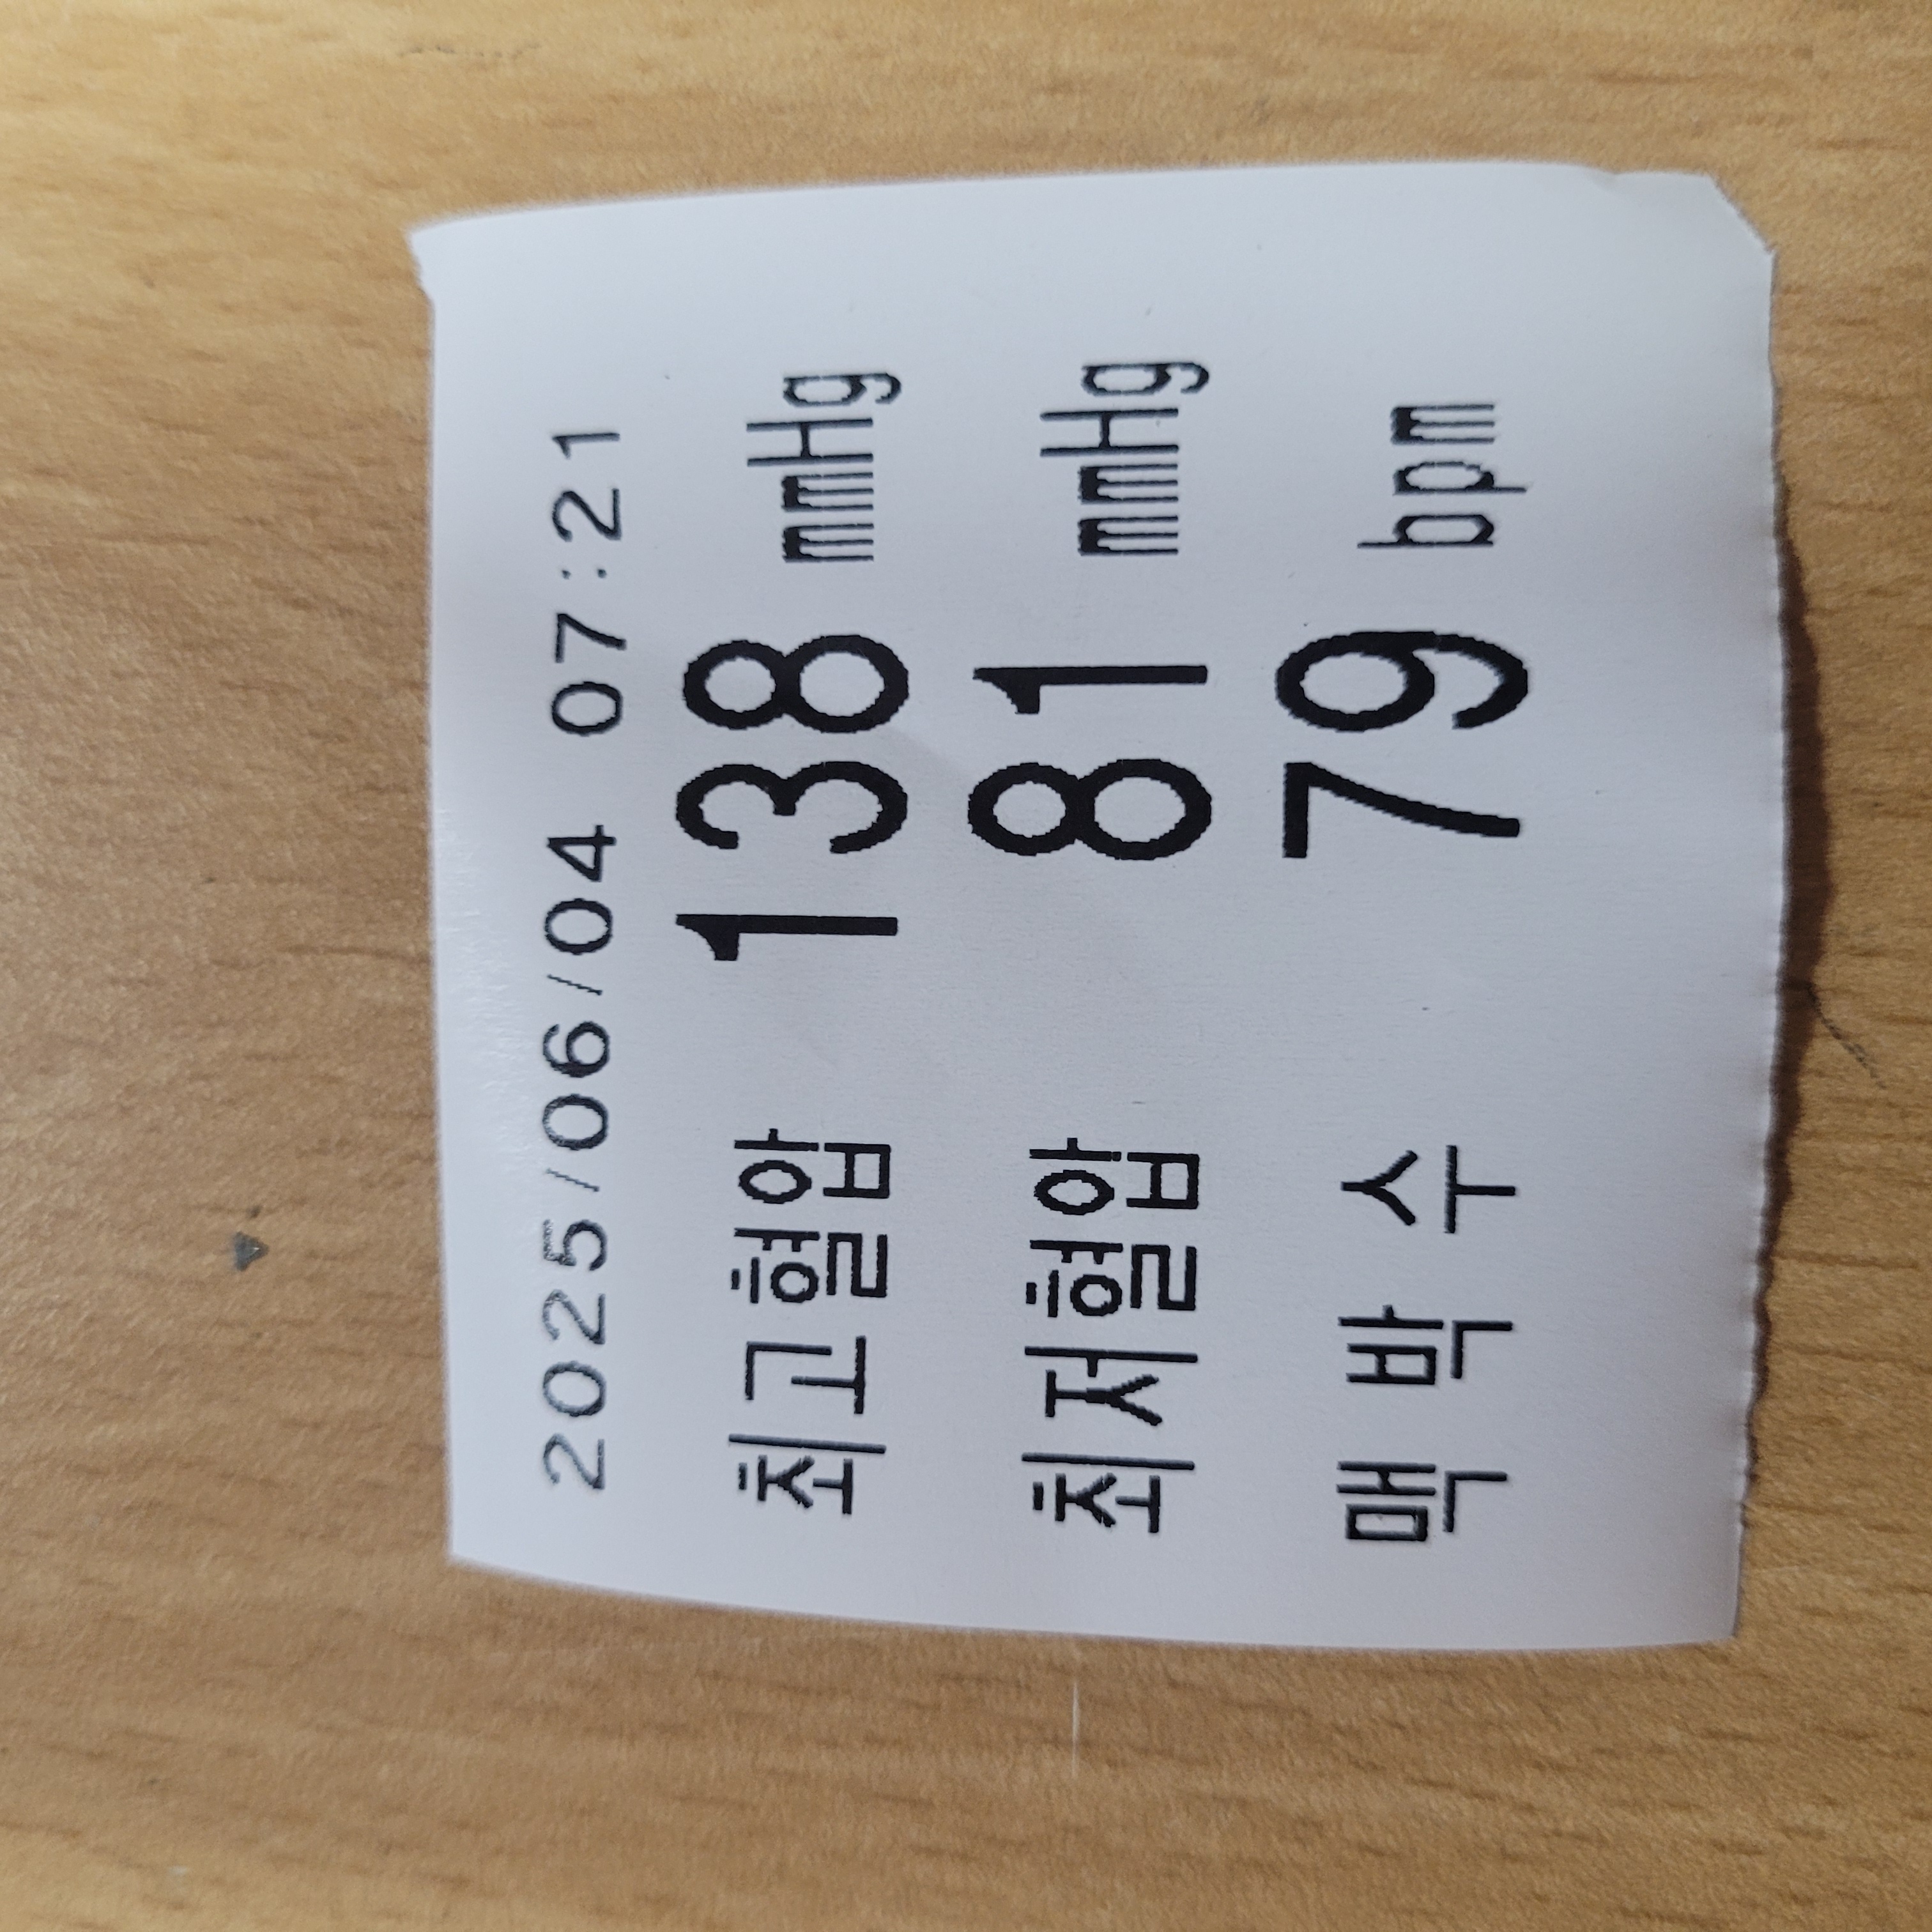 2025/06/04 07:21
최고혈압 138 mmHg
최저혈압 81 mmHg
맥 박 수 79 bpm